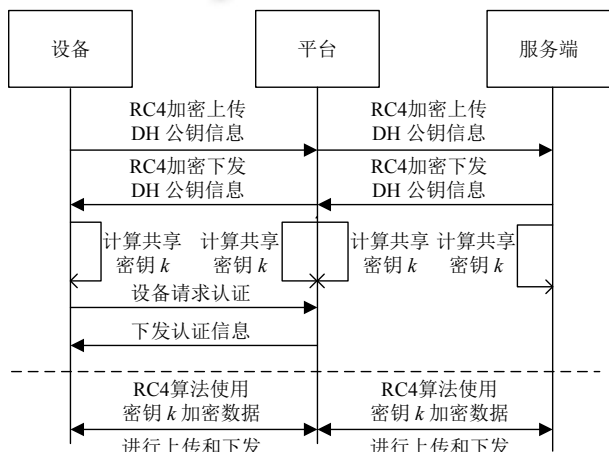 设备
平台
服务端
RC4加密上传
DH 公钥信息
RC4加密上传
DH 公钥信息
RC4加密下发
DH 公钥信息
RC4加密下发
DH 公钥信息
计算共享
密钥 k
计算共享
密钥 k
计算共享
密钥 k
计算共享
密钥 k
设备请求认证
下发认证信息
RC4算法使用
密钥 k 加密数据
进行上传和下发
RC4算法使用
密钥 k 加密数据
进行上传和下发